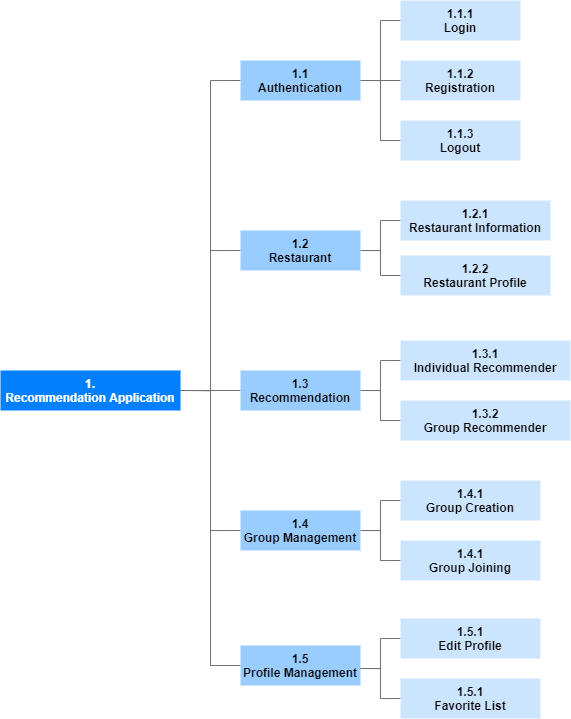 1.
Recommendation Application
1.1
Authentication
1.1.1
Login
1.1.2
Registration
1.1.3
Logout
1.2
Restaurant
1.2.1
Restaurant Information
1.2.2
Restaurant Profile
1.3
Recommendation
1.3.1
Individual Recommender
1.3.2
Group Recommender
1.4
Group Management
1.4.1
Group Creation
1.4.1
Group Joining
1.5
Profile Management
1.5.1
Edit Profile
1.5.1
Favorite List